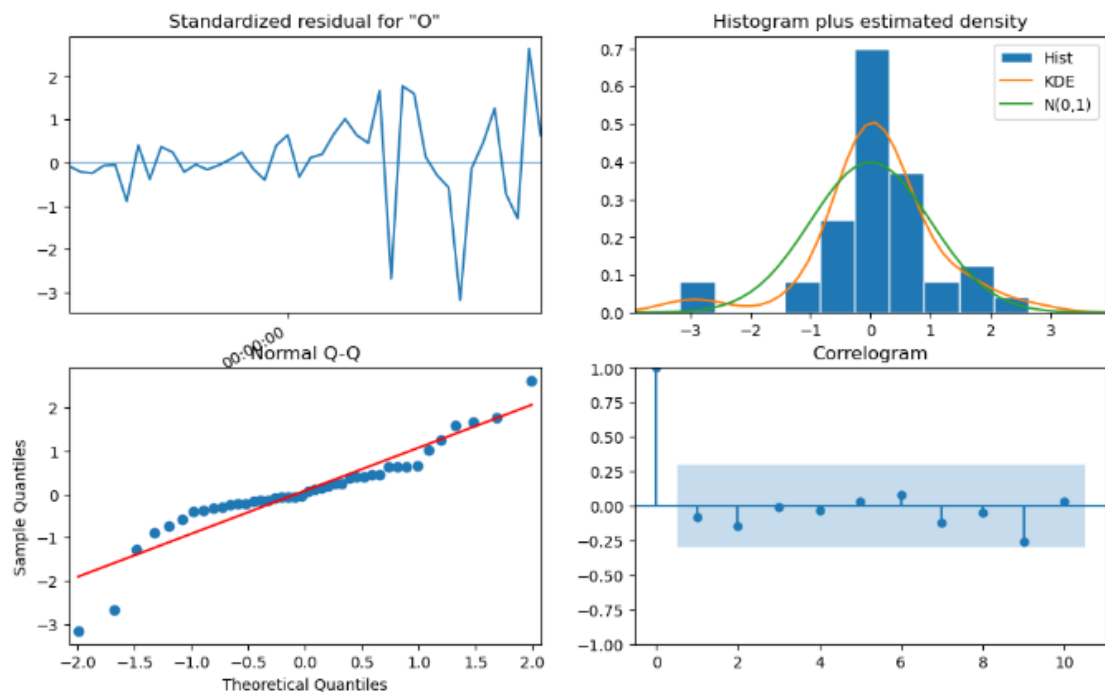 Standardized residual for "O"
2
1
0
−1
−2
−3
00:00:00
Histogram plus estimated density
0.7
0.6
0.5
0.4
0.3
0.2
0.1
0.0
Hist
KDE
N(0,1)
−3 −2 −1 0 1 2 3
Normal Q-Q
Sample Quantiles
2
1
0
−1
−2
−3
−2.0 −1.5 −1.0 −0.5 0.0 0.5 1.0 1.5 2.0
Theoretical Quantiles
Correlogram
1.00
0.75
0.50
0.25
0.00
−0.25
−0.50
−0.75
−1.00
0 2 4 6 8 10